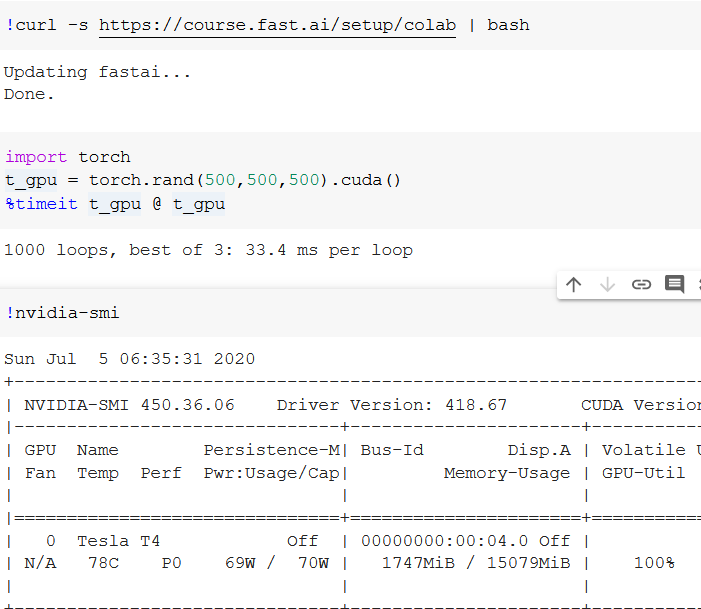 !curl -s https://course.fast.ai/setup/colab | bash
Updating fastai...
Done.
import torch
t_gpu = torch.rand(500,500,500).cuda()
%timeit t_gpu @ t_gpu
1000 loops, best of 3: 33.4 ms per loop
!nvidia-smi
Sun Jul  5 06:35:31 2020
+-----------------------------------------------------------------------
| NVIDIA-SMI 450.36.06    Driver Version: 418.67       CUDA Version
|-------------------------------+----------------------+-----------
| GPU  Name        Persistence-M| Bus-Id        Disp.A | Volatile U
| Fan  Temp  Perf  Pwr:Usage/Cap|         Memory-Usage | GPU-Util
|                               |                      |
|===============================+======================+===========
|   0  Tesla T4            Off  | 00000000:00:04.0 Off |
| N/A   78C    P0    69W /  70W |   1747MiB / 15079MiB |    100%
|                               |                      |
+-------------------------------+----------------------+-----------